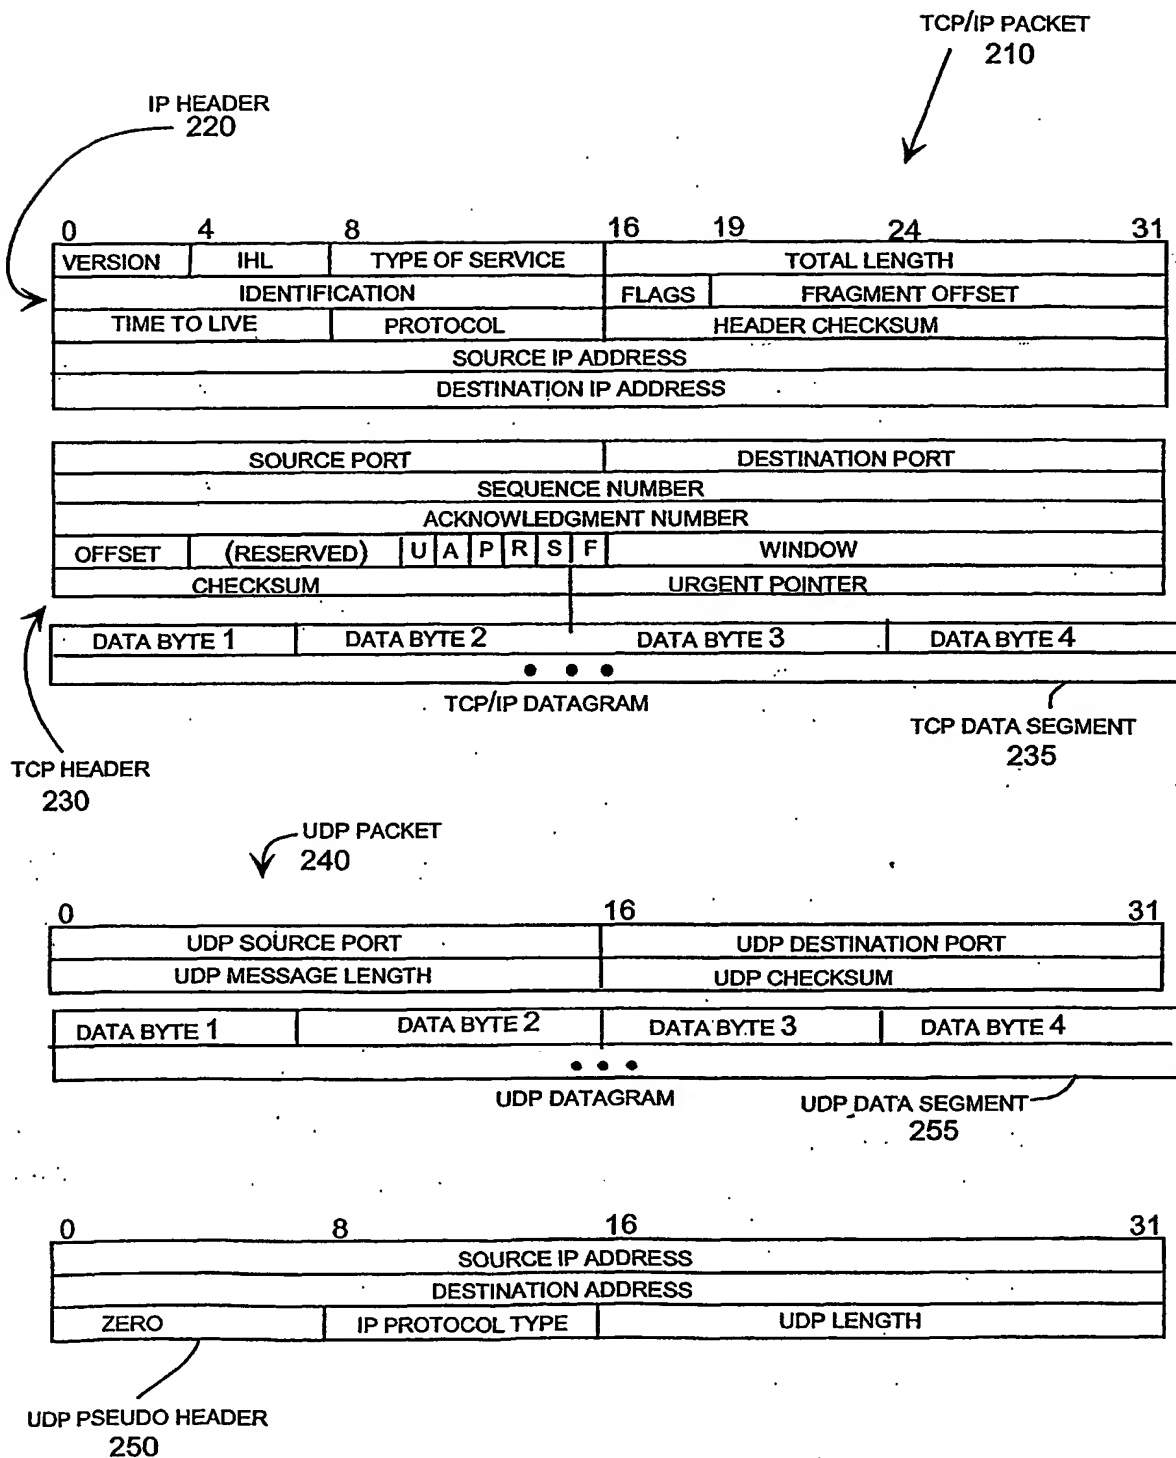 TCP/IP PACKET
210
IP HEADER
220
0 4 8 16 19 24 31
VERSION IHL TYPE OF SERVICE TOTAL LENGTH
IDENTIFICATION FLAGS FRAGMENT OFFSET
TIME TO LIVE PROTOCOL HEADER CHECKSUM
SOURCE IP ADDRESS
DESTINATION IP ADDRESS
SOURCE PORT DESTINATION PORT
SEQUENCE NUMBER
ACKNOWLEDGMENT NUMBER
OFFSET (RESERVED) U A P R S F WINDOW
CHECKSUM URGENT POINTER
DATA BYTE 1 DATA BYTE 2 DATA BYTE 3 DATA BYTE 4
TCP/IP DATAGRAM
TCP DATA SEGMENT
235
TCP HEADER
230
UDP PACKET
240
0 16 31
UDP SOURCE PORT UDP DESTINATION PORT
UDP MESSAGE LENGTH UDP CHECKSUM
DATA BYTE 1 DATA BYTE 2 DATA BYTE 3 DATA BYTE 4
UDP DATAGRAM
UDP DATA SEGMENT
255
0 8 16 31
SOURCE IP ADDRESS
DESTINATION ADDRESS
ZERO IP PROTOCOL TYPE UDP LENGTH
UDP PSEUDO HEADER
250